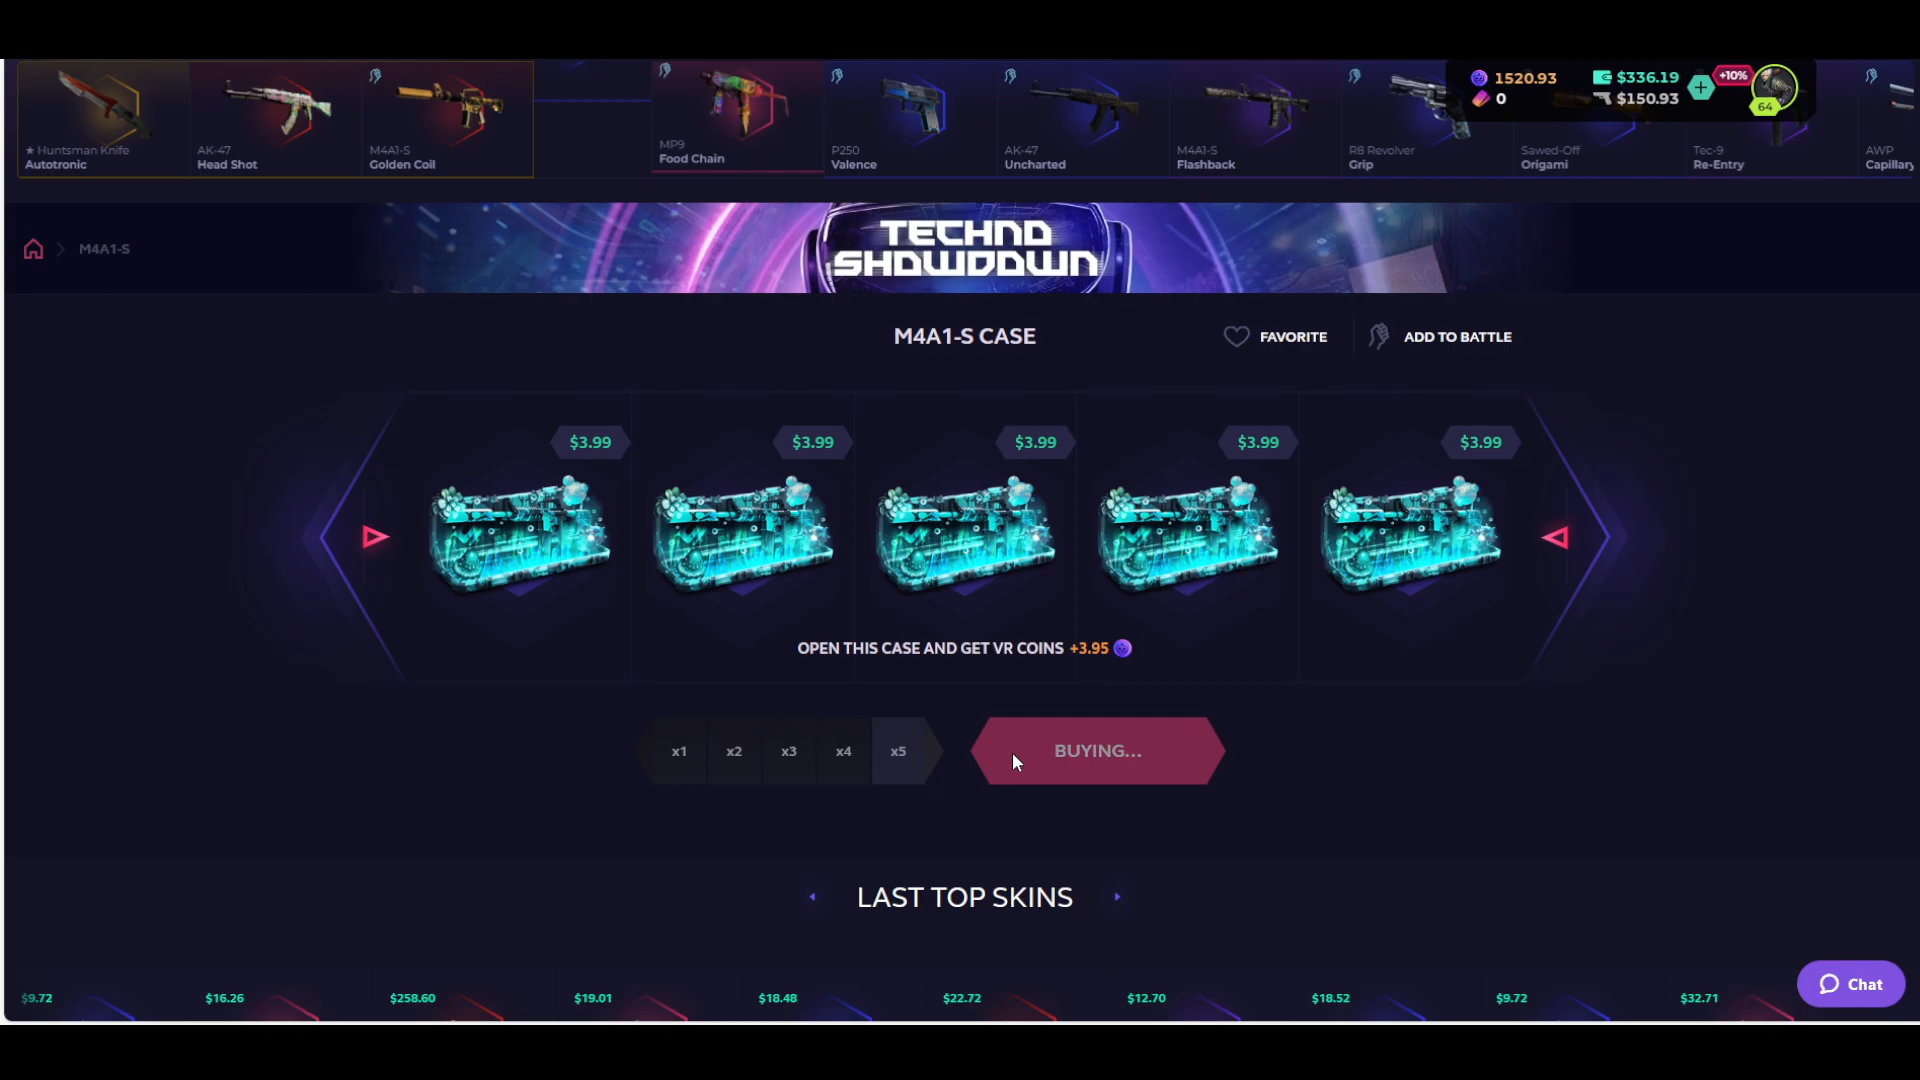 1520.93
$336.19
+10%
0
$150.93
64
★ Huntsman Knife
Autotronic
AK-47
Head Shot
M4A1-S
Golden Coil
MP9
Food Chain
P250
Valence
AK-47
Uncharted
M4A1-S
Flashback
R8 Revolver
Grip
Sawed-Off
Origami
Tec-9
Re-Entry
AWP
Capillary
M4A1-S
TECHNO
SHOWDOWN
M4A1-S CASE
FAVORITE
ADD TO BATTLE
$3.99
$3.99
$3.99
$3.99
$3.99
OPEN THIS CASE AND GET VR COINS +3.95
x1
x2
x3
x4
x5
BUYING...
LAST TOP SKINS
$9.72
$16.26
$258.60
$19.01
$18.48
$22.72
$12.70
$18.52
$9.72
$32.71
Chat